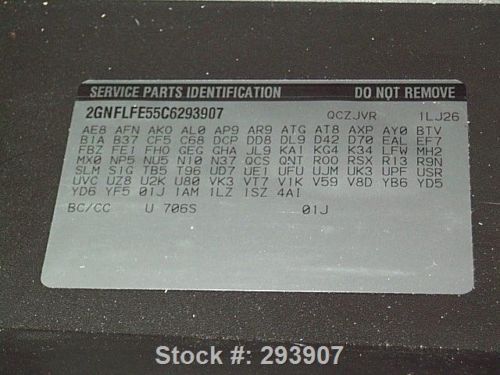 SERVICE PARTS IDENTIFICATION DO NOT REMOVE
2GNFLFE55C6293907 QCZJVR 1LJ26
AE8 AFN AKO AL0 AP9 AR9 ATG AT8 AXP AY0 BTV
B1A B37 CF5 C68 DCP DD8 DL9 D42 D70 EAL EF7
FBZ FE1 FHO GEG GHA JL9 KA1 KG4 K34 LFW MH2
MX0 NP5 NU5 N10 N37 QCS QNT ROO RSX R13 R9N
SLM SIG TB5 T96 UD7 UE1 UFU UJM UK3 UPF USR
UVC UZ8 U2K U80 VK3 VT7 V1K V59 V8D YB6 YD5
YD6 YF5 01J 1AM 1LZ 1SZ 4A1
BC/CC U 706S 01J
Stock #: 293907